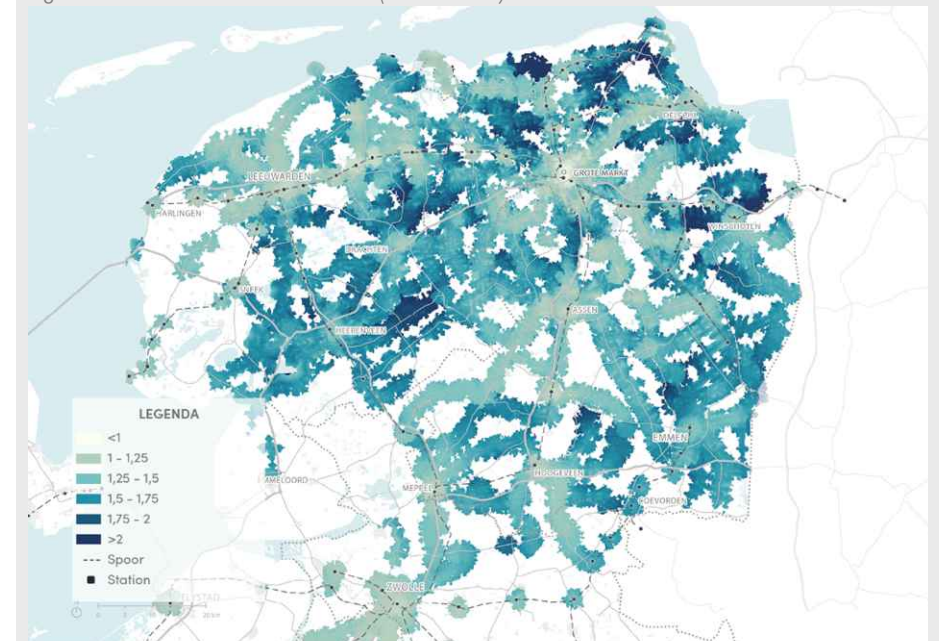 GROTE MARKT
DELFZIJL
LEEUWARDEN
HARLINGEN
WINSCHOTEN
DRACHTEN
SNEEK
ASSEN
HEERENVEEN
LEGENDA
<1
1 - 1,25
1,25 - 1,5
1,5 - 1,75
1,75 - 2
>2
Spoor
Station
EMMEN
HOOGEVEEN
MEPPEL
COEVORDEN
ZWOLLE